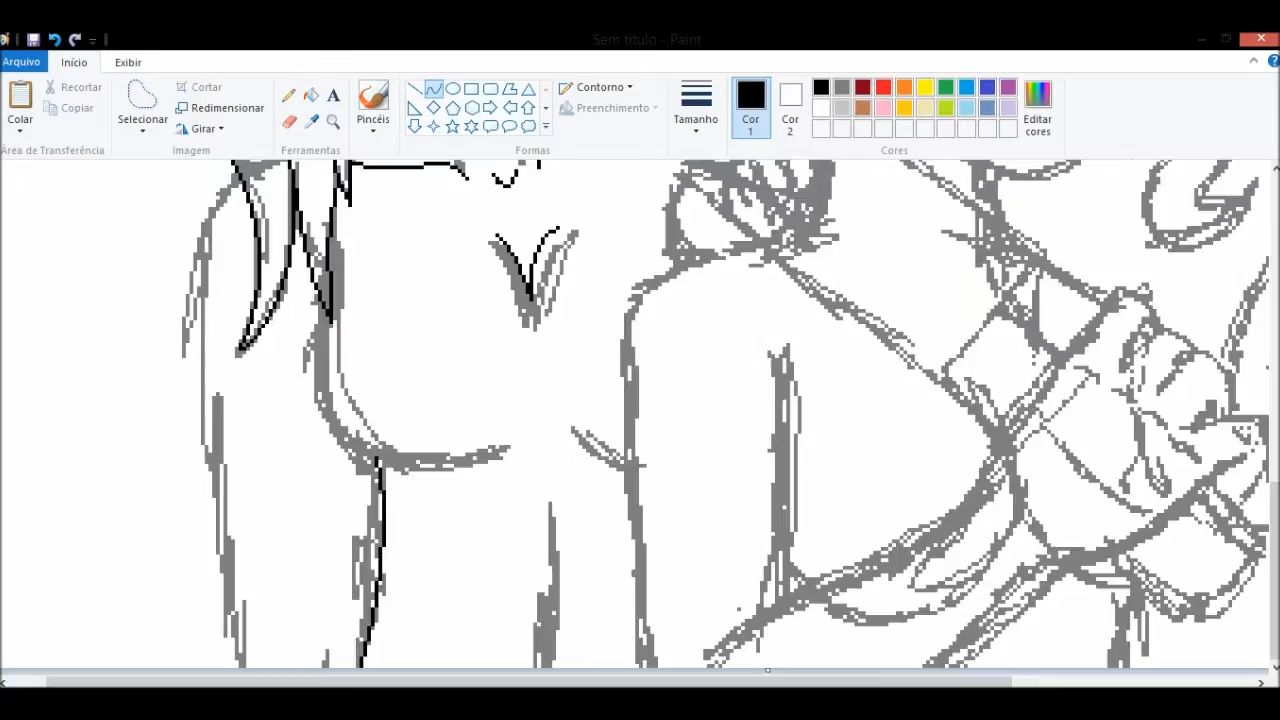 Sem título - Paint
Arquivo Início Exibir
Colar
Recortar
Copiar
Área de Transferência
Selecionar
Cortar
Redimensionar
Girar
Imagem
A
Ferramentas
Pincéis
Contorno
Preenchimento
Formas
Tamanho
Cor
1
Cor
2
Editar
cores
Cores